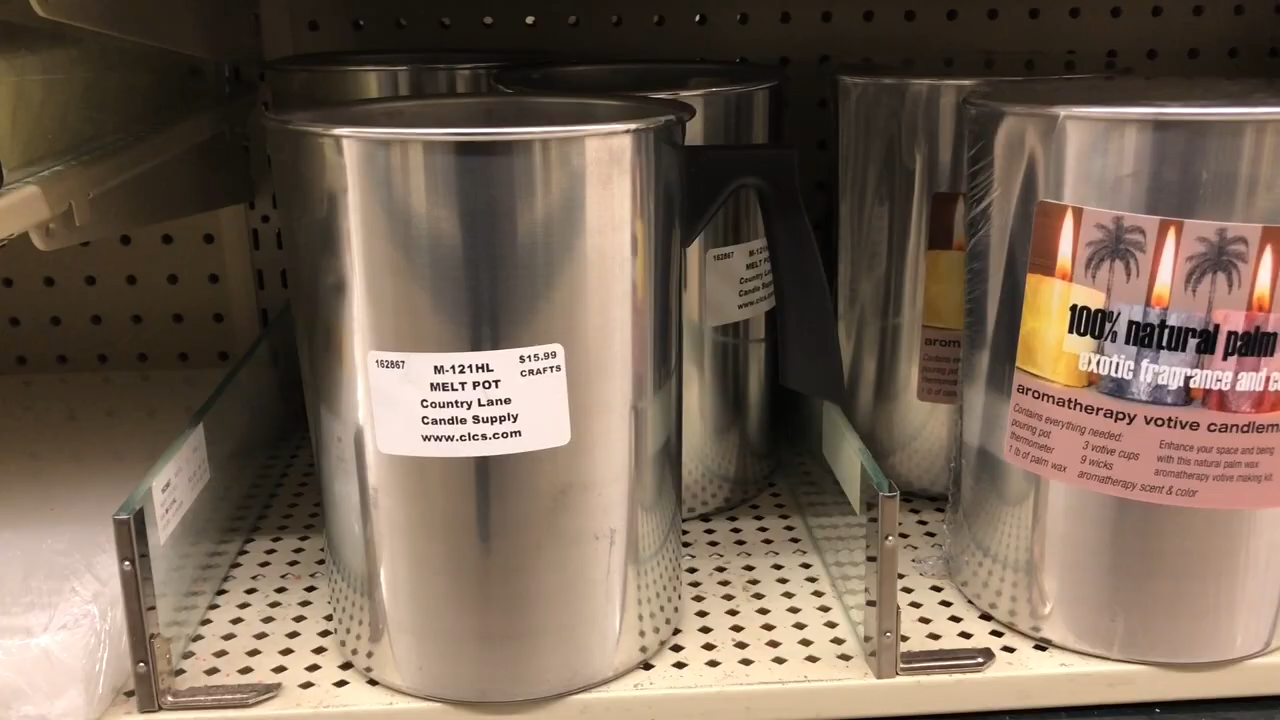 162867
M-121HL
$15.99
CRAFTS
MELT POT
Country Lane
Candle Supply
www.clcs.com
162867
M-121
MELT
Country
Candle
www.clcs
arom
100% natural palm
exotic fragrance and
aromatherapy votive
Contains everything needed:
pouring pot
thermometer
1 lb of palm wax
3 votive cups
9 wicks
aromatherapy scent & color
Enhance your space and being
with this natural palm wax
aromatherapy votive making kit